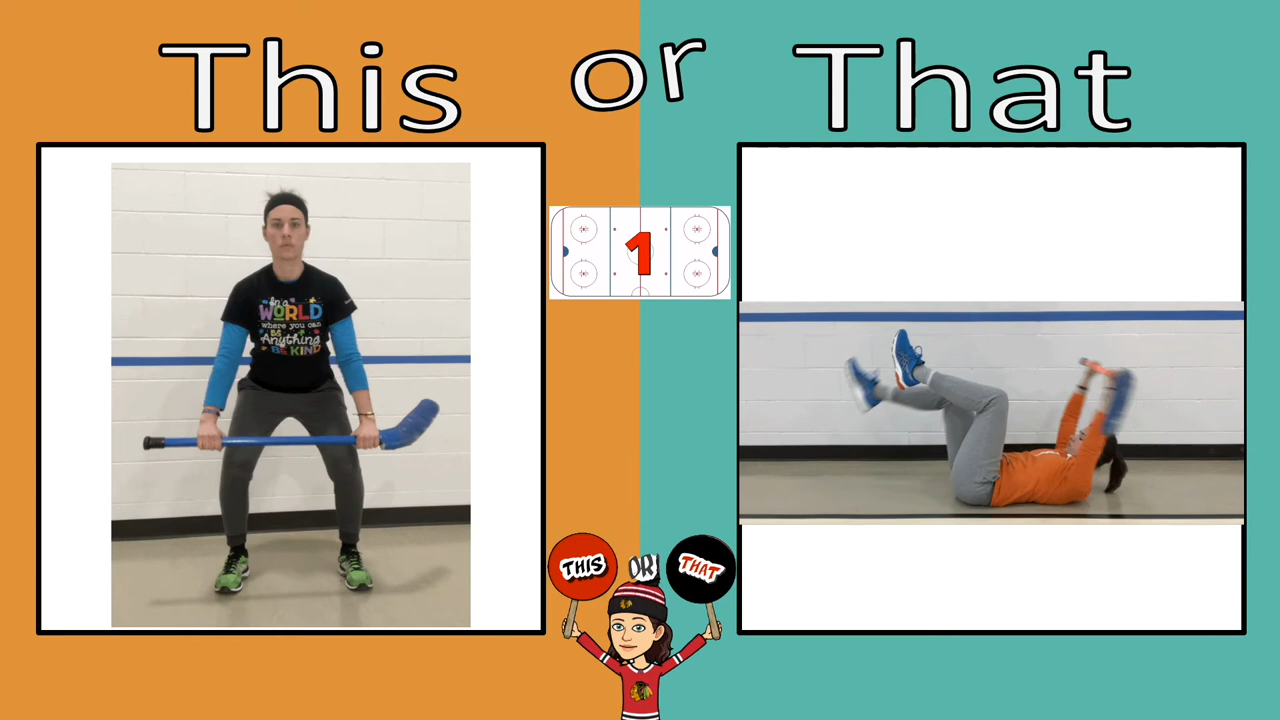 This or That
1
In a
WORLD
where you can
BE
Anything
BE KIND
THIS OR THAT